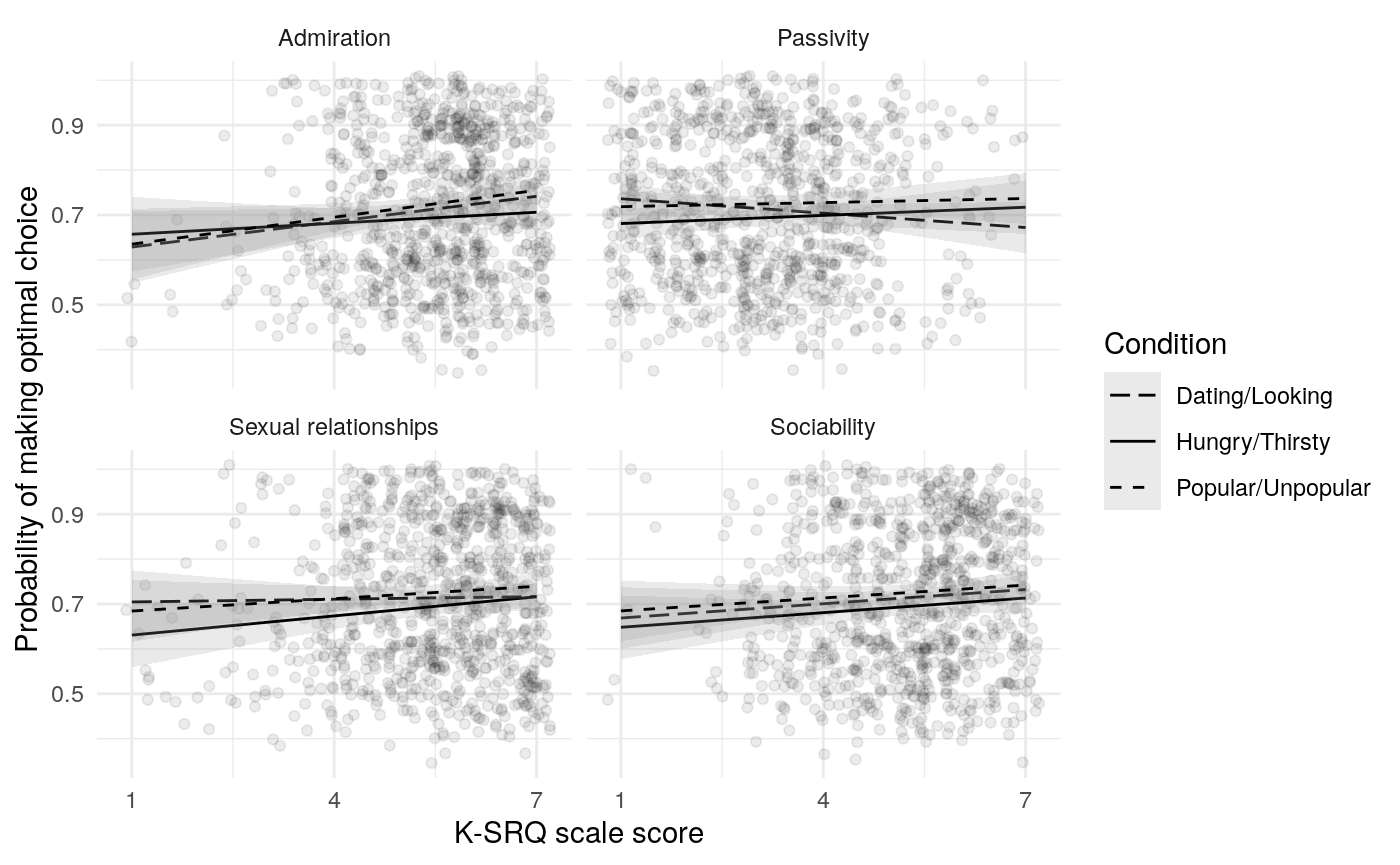 Admiration
Passivity
0.9
0.7
0.5
Probability of making optimal choice
Sexual relationships
Sociability
0.9
0.7
0.5
1
4
7
1
4
7
K-SRQ scale score
Condition
Dating/Looking
Hungry/Thirsty
Popular/Unpopular